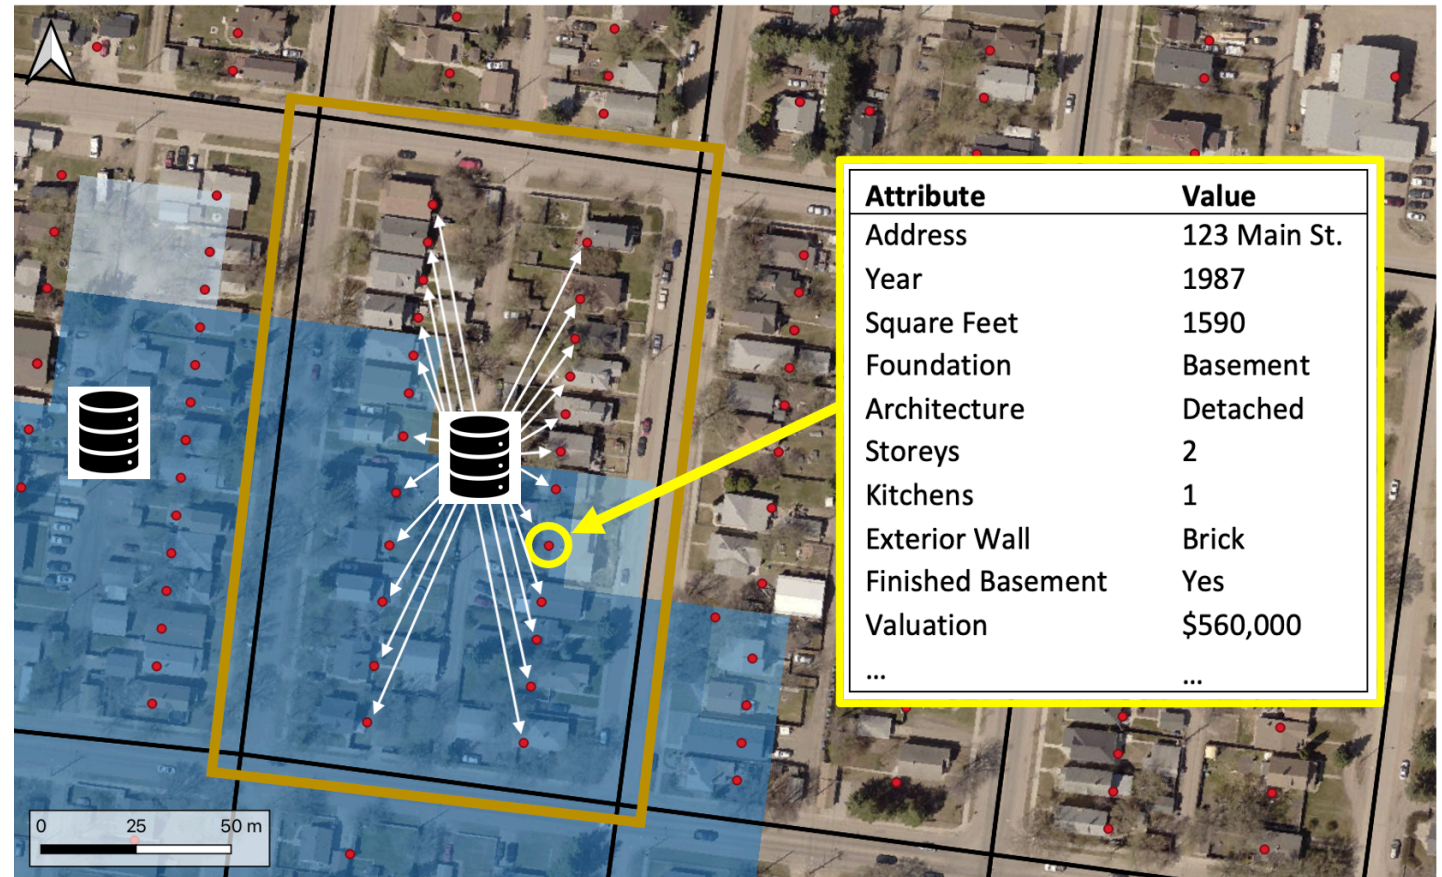 Attribute Value
Address 123 Main St.
Year 1987
Square Feet 1590
Foundation Basement
Architecture Detached
Storeys 2
Kitchens 1
Exterior Wall Brick
Finished Basement Yes
Valuation $560,000
... ...
0 25 50 m